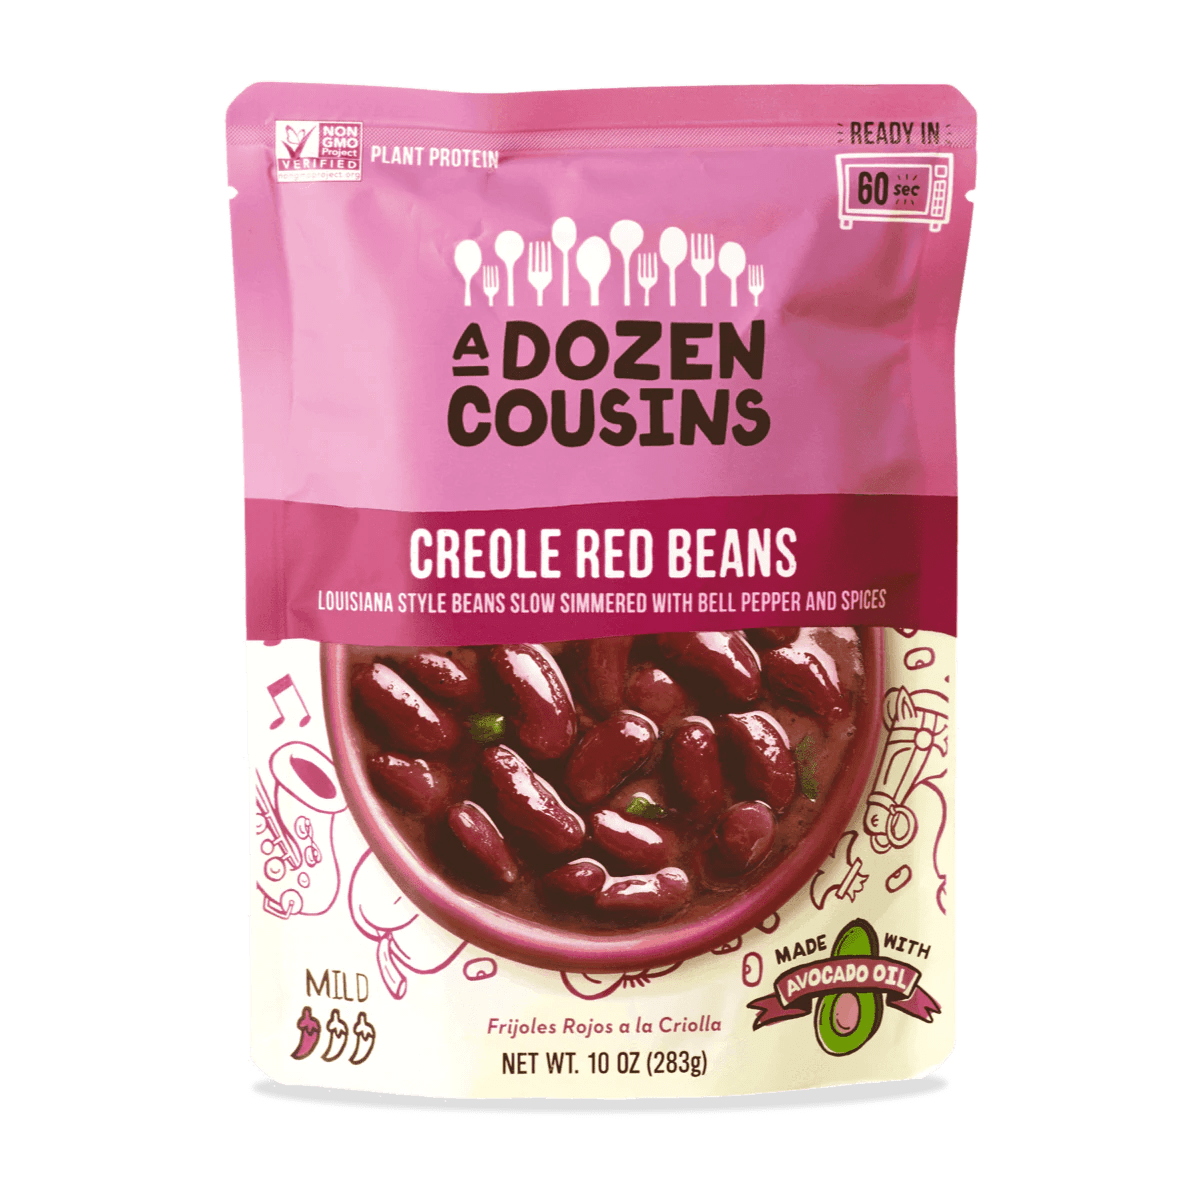 NON
GMO
Project
VERIFIED
nongmoproject.org
PLANT PROTEIN
READY IN
60 sec
A DOZEN
COUSINS
CREOLE RED BEANS
LOUISIANA STYLE BEANS SLOW SIMMERED WITH BELL PEPPER AND SPICES
MILD
MADE WITH
AVOCADO OIL
Frijoles Rojos a la Criolla
NET WT. 10 OZ (283g)